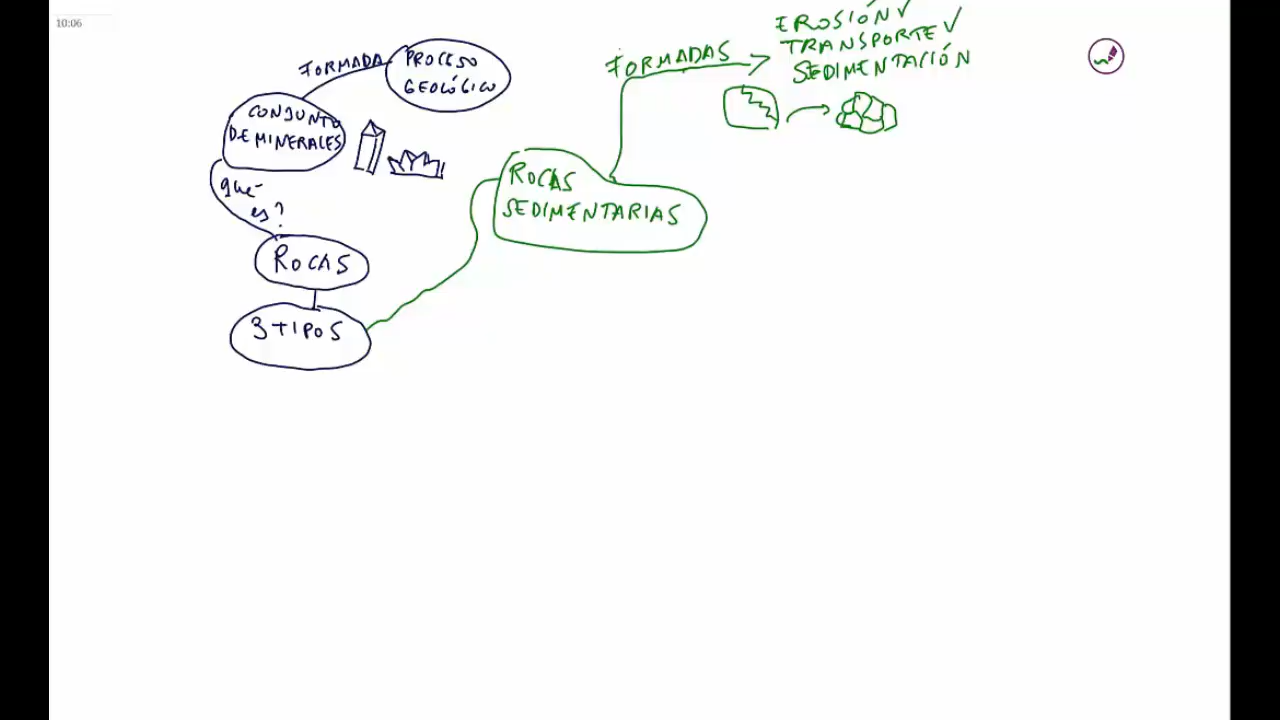 10:06
FORMADA
PROCESO
GEOLÓGICO
CONJUNTO
DE MINERALES
que
es?
ROCAS
3 TIPOS
ROCAS
SEDIMENTARIAS
FORMADAS
EROSIÓN
TRANSPORTE
SEDIMENTACIÓN